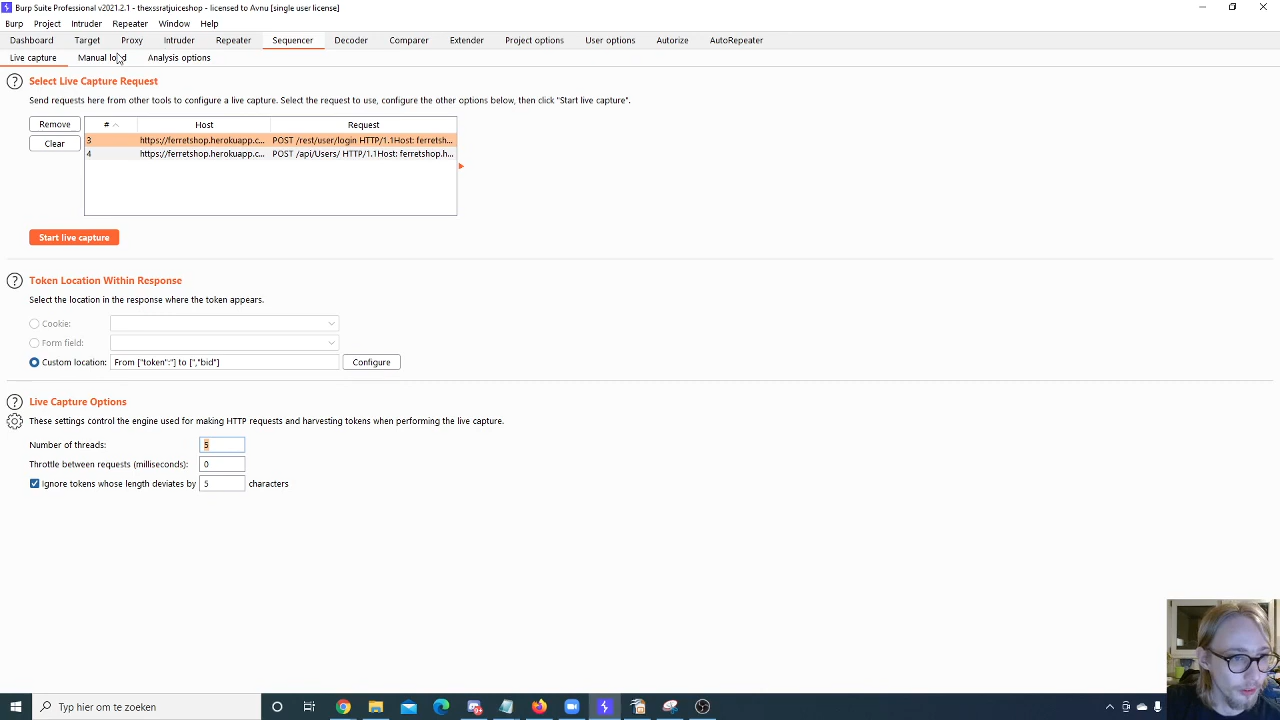 Burp Suite Professional v2021.2.1 - thexssratjuiceshop - licensed to Avnu [single user license]
Burp Project Intruder Repeater Window Help
Dashboard Target Proxy Intruder Repeater Sequencer Decoder Comparer Extender Project options User options Autorize AutoRepeater
Live capture Manual load Analysis options
? Select Live Capture Request
Send requests here from other tools to configure a live capture. Select the request to use, configure the other options below, then click "Start live capture".
Remove # Host Request
3 https://ferretshop.herokuapp.c... POST /rest/user/login HTTP/1.1Host: ferretsh...
Clear
4 https://ferretshop.herokuapp.c... POST /api/Users/ HTTP/1.1Host: ferretshop.h...
Start live capture
? Token Location Within Response
Select the location in the response where the token appears.
Cookie:
Form field:
Custom location: From ["token":"] to [","bid"] Configure
? Live Capture Options
These settings control the engine used for making HTTP requests and harvesting tokens when performing the live capture.
Number of threads: 5
Throttle between requests (milliseconds): 0
Ignore tokens whose length deviates by 5 characters
Typ hier om te zoeken